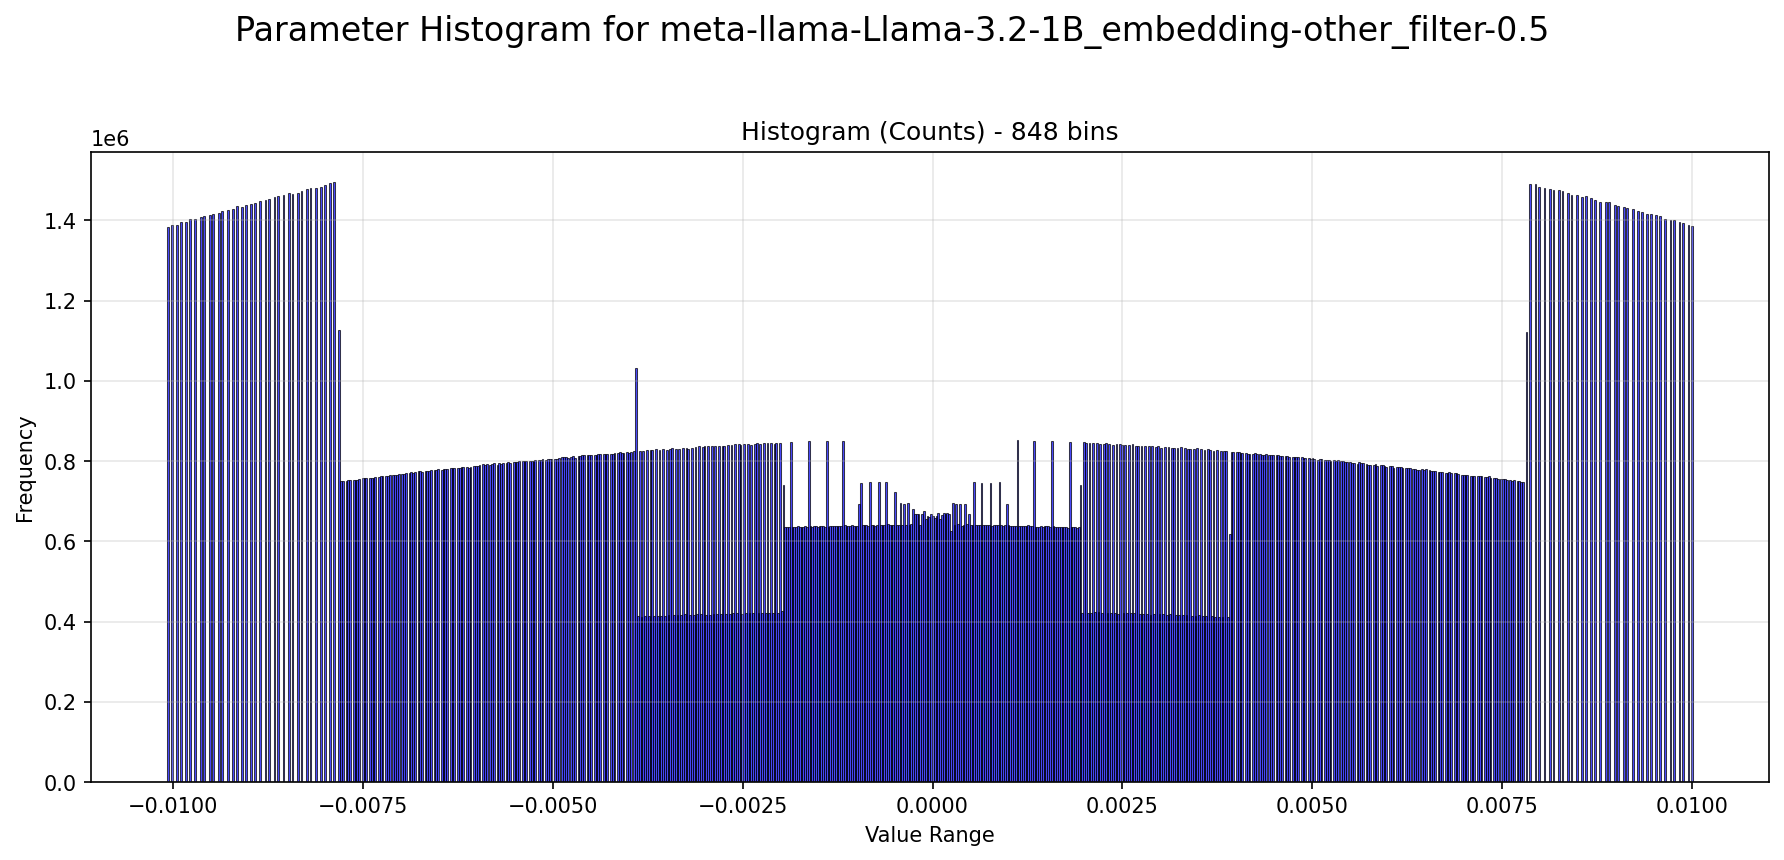 Parameter Histogram for meta-llama-Llama-3.2-1B_embedding-other_filter-0.5
Histogram (Counts) - 848 bins
1e6
1.4
1.2
1.0
0.8
0.6
0.4
0.2
0.0
Frequency
−0.0100 −0.0075 −0.0050 −0.0025 0.0000 0.0025 0.0050 0.0075 0.0100
Value Range